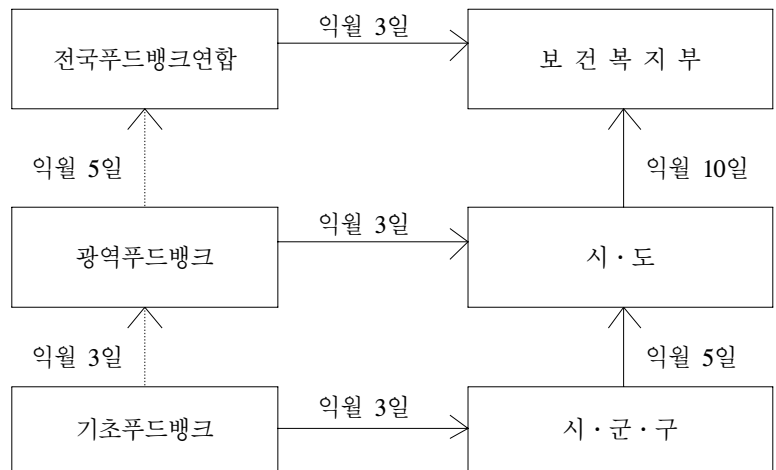 익월 3일
전국푸드뱅크연합
보 건 복 지 부
익월 5일
익월 10일
익월 3일
광역푸드뱅크
시·도
익월 3일
익월 5일
익월 3일
기초푸드뱅크
시·군·구